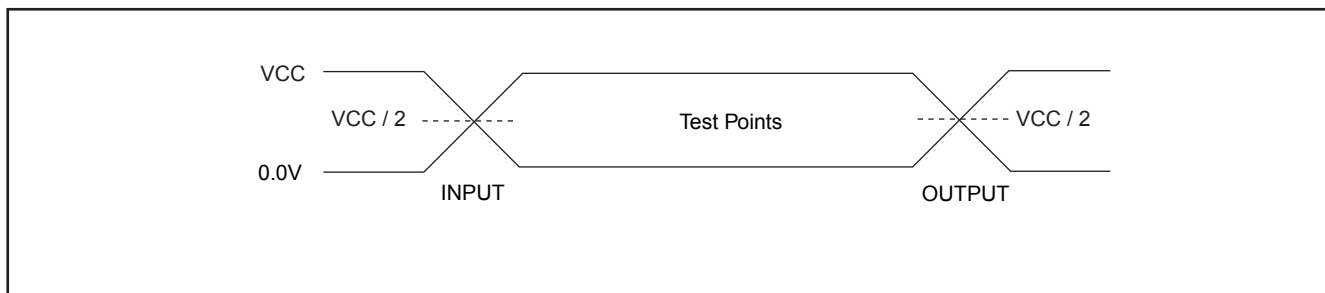 VCC
VCC / 2
Test Points
VCC / 2
0.0V
INPUT
OUTPUT